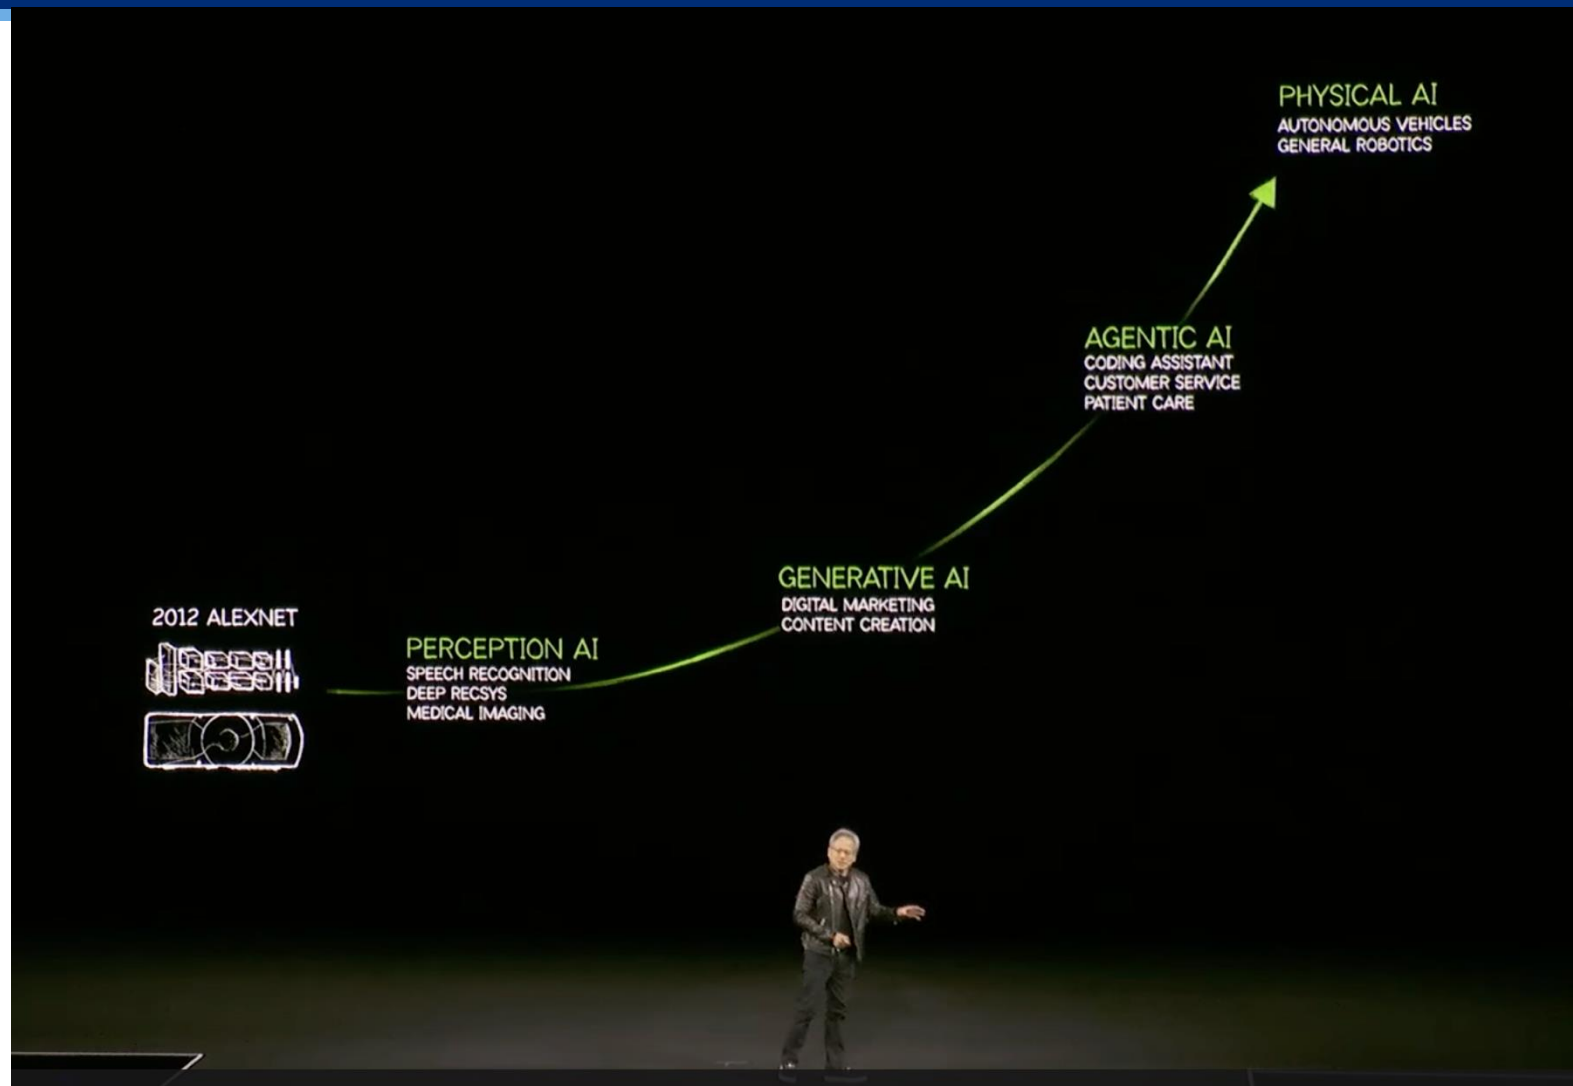 PHYSICAL AI
AUTONOMOUS VEHICLES
GENERAL ROBOTICS
AGENTIC AI
CODING ASSISTANT
CUSTOMER SERVICE
PATIENT CARE
GENERATIVE AI
DIGITAL MARKETING
CONTENT CREATION
2012 ALEXNET
PERCEPTION AI
SPEECH RECOGNITION
DEEP RECSYS
MEDICAL IMAGING